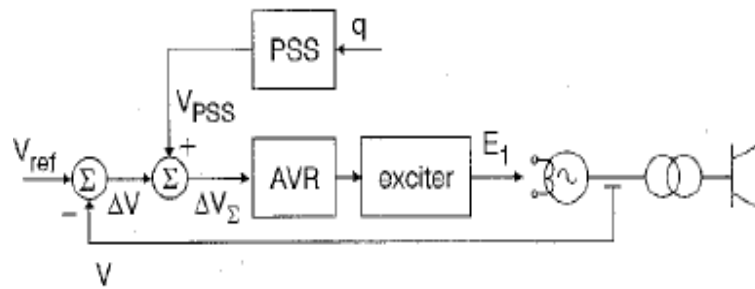 PSS
q
V_PSS
+
V_ref
Σ
ΔV
Σ
ΔV_Σ
AVR
exciter
E_1
~
−
V